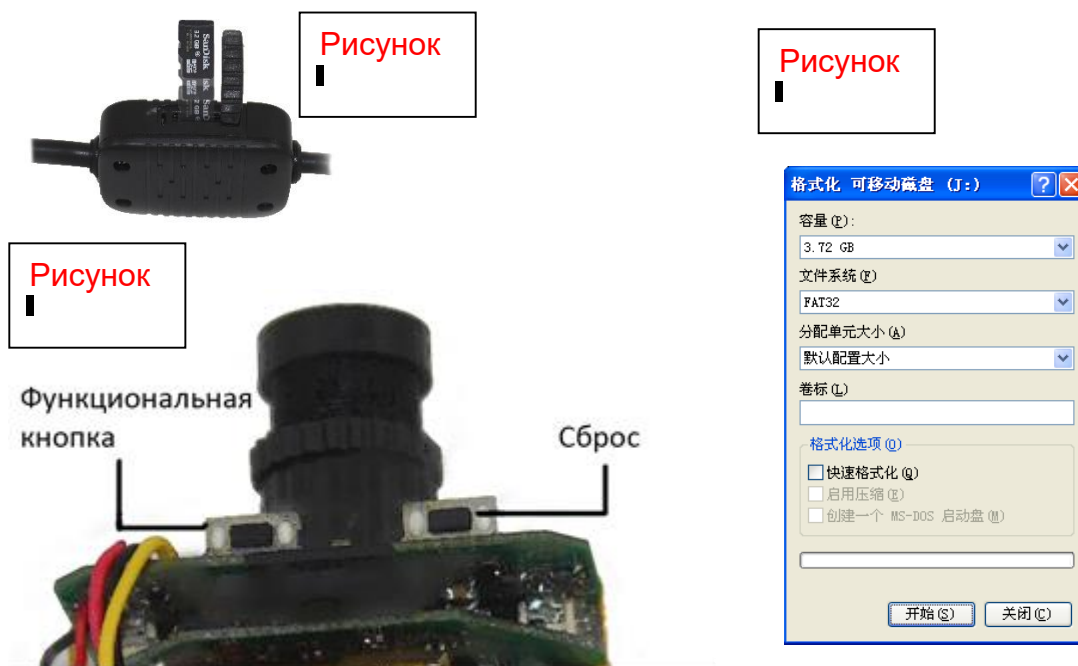 Рисунок
SanDisk
32 GB
Рисунок
Рисунок
Функциональная
кнопка
Сброс
格式化 可移动磁盘 (J:)
容量(P):
3.72 GB
文件系统(F)
FAT32
分配单元大小(A)
默认配置大小
卷标(L)
格式化选项(O)
快速格式化(Q)
启用压缩(E)
创建一个 MS-DOS 启动盘(M)
开始(S)
关闭(C)